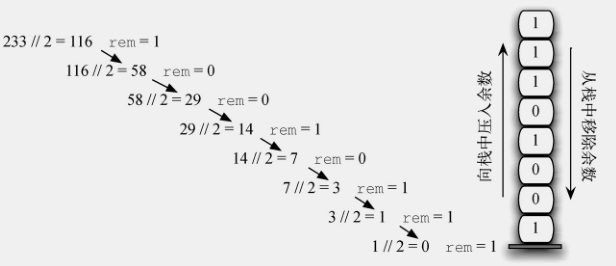 233 // 2 = 116 rem = 1
116 // 2 = 58 rem = 0
58 // 2 = 29 rem = 0
29 // 2 = 14 rem = 1
14 // 2 = 7 rem = 0
7 // 2 = 3 rem = 1
3 // 2 = 1 rem = 1
1 // 2 = 0 rem = 1
向栈中压入余数
1
1
1
0
1
0
0
1
从栈中移除余数